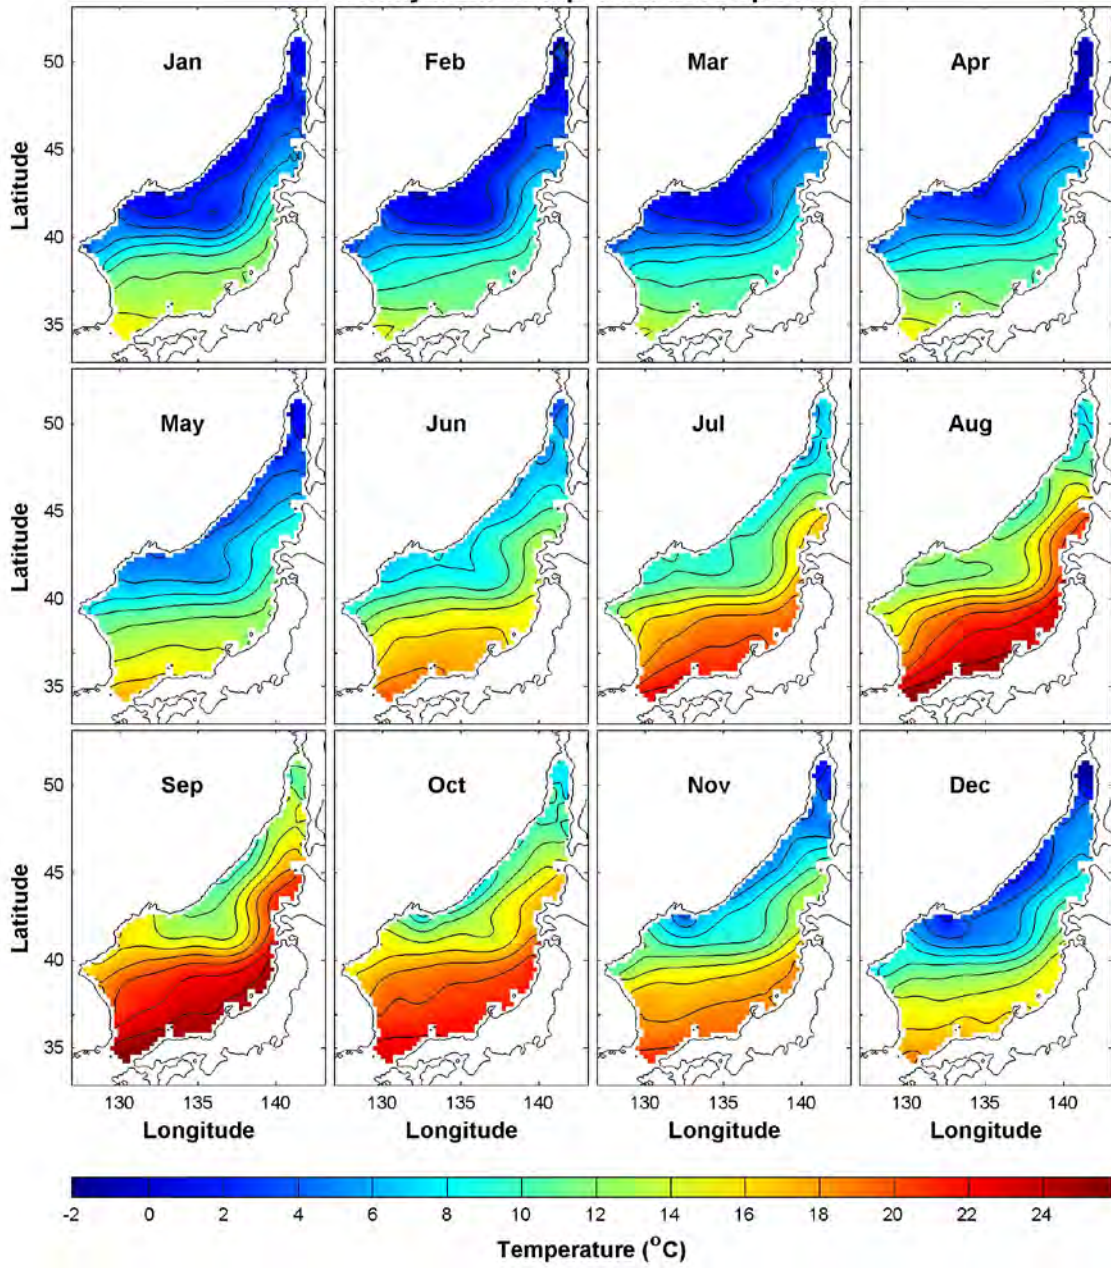 Jan Feb Mar Apr
50
45
40
35
Latitude
May Jun Jul Aug
50
45
40
35
Latitude
Sep Oct Nov Dec
50
45
40
35
Latitude
130 135 140 130 135 140 130 135 140 130 135 140
Longitude Longitude Longitude Longitude
-2 0 2 4 6 8 10 12 14 16 18 20 22 24
Temperature (°C)